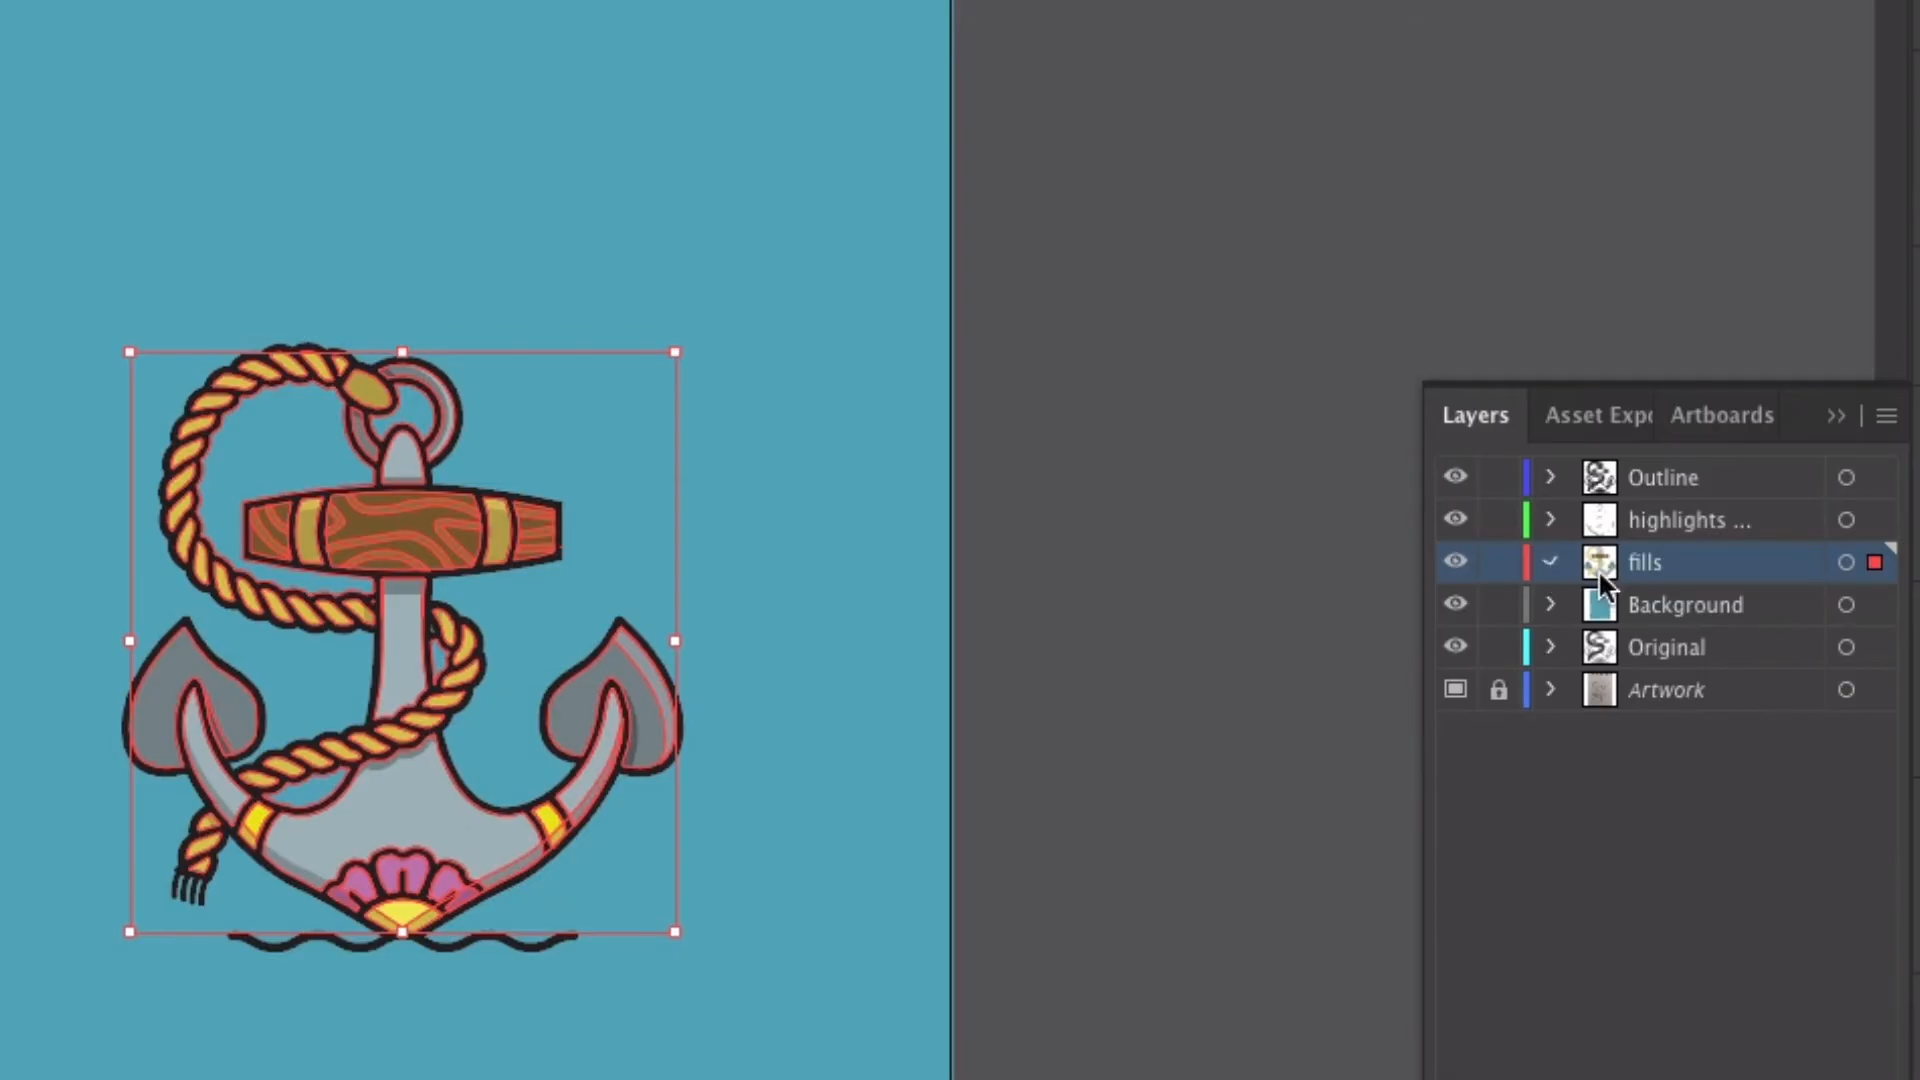 Layers Asset Expo Artboards
Outline
highlights ...
fills
Background
Original
Artwork